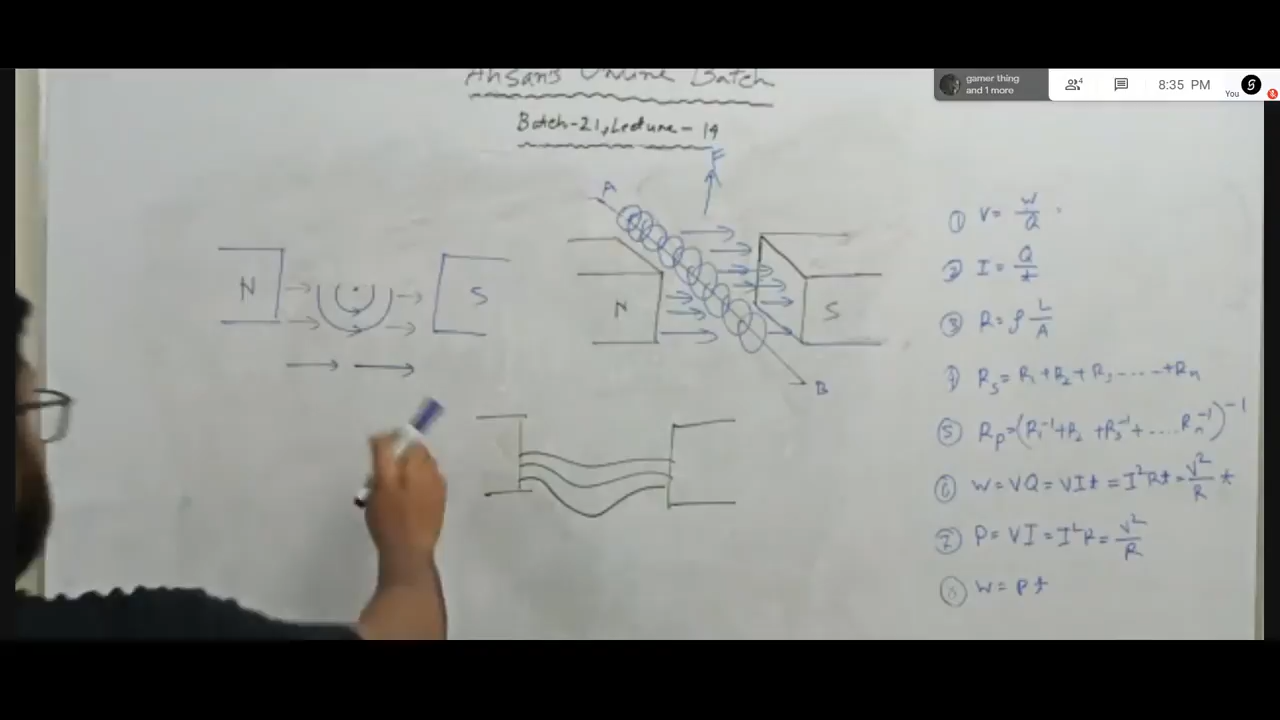 Ahsan's Online Batch
Batch-21, Lecture-19
gamer thing
and 1 more
4
8:35 PM
You
F
A
N
S
N
S
B
① V = W/Q
② I = Q/t
③ R = ρ L/A
④ Rs = R1 + R2 + R3 ..... + Rn
⑤ Rp = (R1^-1 + R2 + R3^-1 + .... Rn^-1)^-1
⑥ W = VQ = VIt = I²Rt = V²/R t
⑦ P = VI = I²R = V²/R
⑧ W = Pt